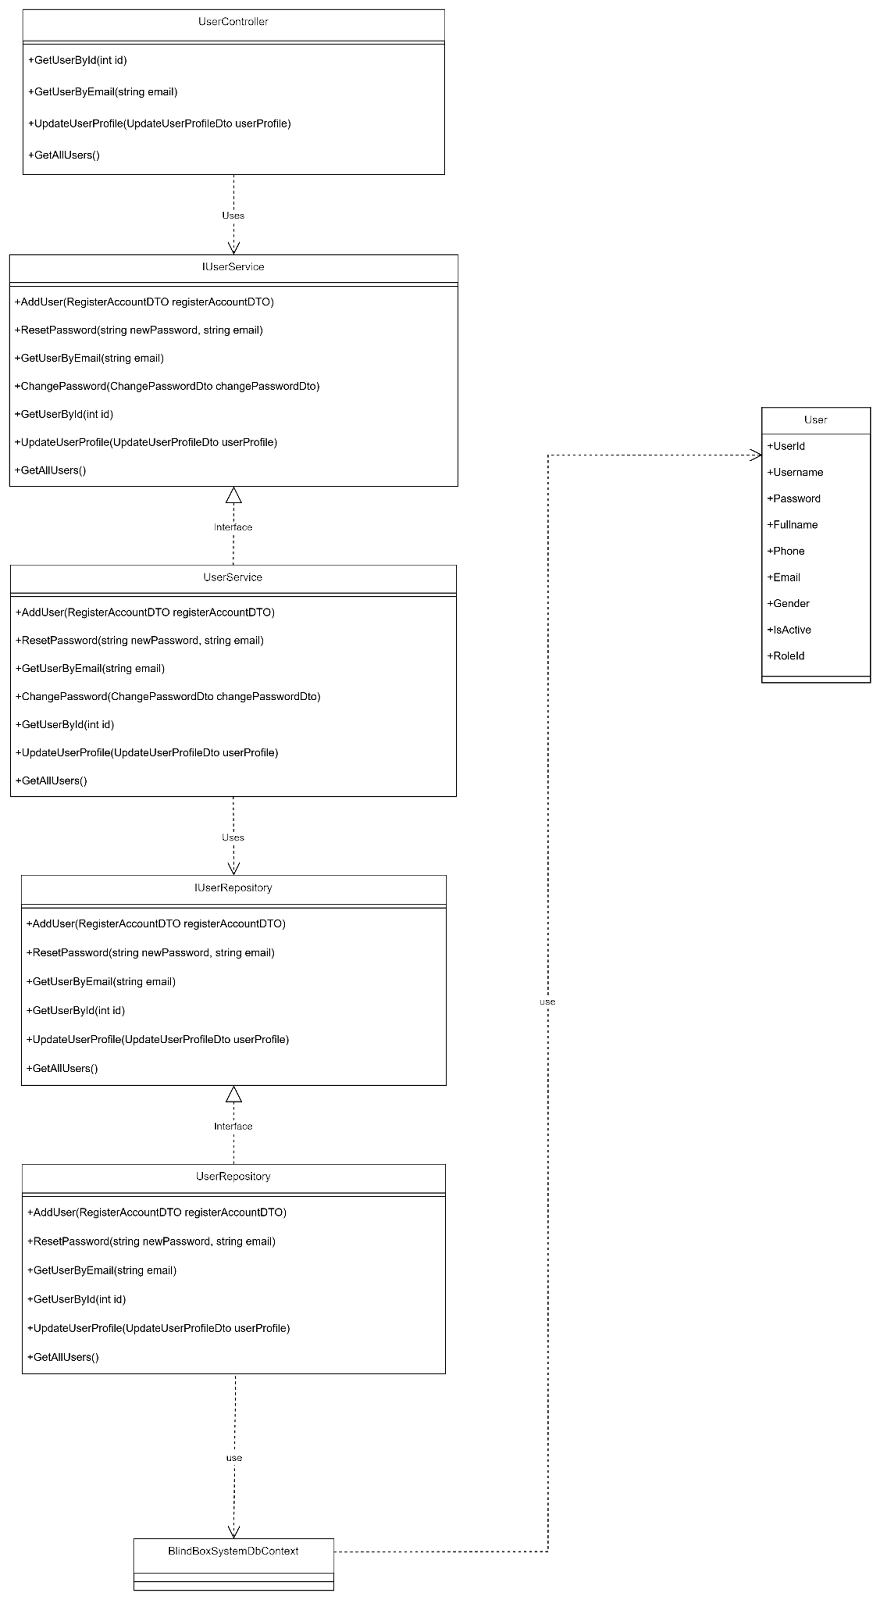 UserController
+GetUserById(int id)
+GetUserByEmail(string email)
+UpdateUserProfile(UpdateUserProfileDto userProfile)
+GetAllUsers()
Uses
IUserService
+AddUser(RegisterAccountDTO registerAccountDTO)
+ResetPassword(string newPassword, string email)
+GetUserByEmail(string email)
+ChangePassword(ChangePasswordDto changePasswordDto)
+GetUserById(int id)
+UpdateUserProfile(UpdateUserProfileDto userProfile)
+GetAllUsers()
Interface
UserService
+AddUser(RegisterAccountDTO registerAccountDTO)
+ResetPassword(string newPassword, string email)
+GetUserByEmail(string email)
+ChangePassword(ChangePasswordDto changePasswordDto)
+GetUserById(int id)
+UpdateUserProfile(UpdateUserProfileDto userProfile)
+GetAllUsers()
Uses
IUserRepository
+AddUser(RegisterAccountDTO registerAccountDTO)
+ResetPassword(string newPassword, string email)
+GetUserByEmail(string email)
+GetUserById(int id)
+UpdateUserProfile(UpdateUserProfileDto userProfile)
+GetAllUsers()
Interface
UserRepository
+AddUser(RegisterAccountDTO registerAccountDTO)
+ResetPassword(string newPassword, string email)
+GetUserByEmail(string email)
+GetUserById(int id)
+UpdateUserProfile(UpdateUserProfileDto userProfile)
+GetAllUsers()
use
BlindBoxSystemDbContext
use
User
+UserId
+Username
+Password
+Fullname
+Phone
+Email
+Gender
+IsActive
+RoleId